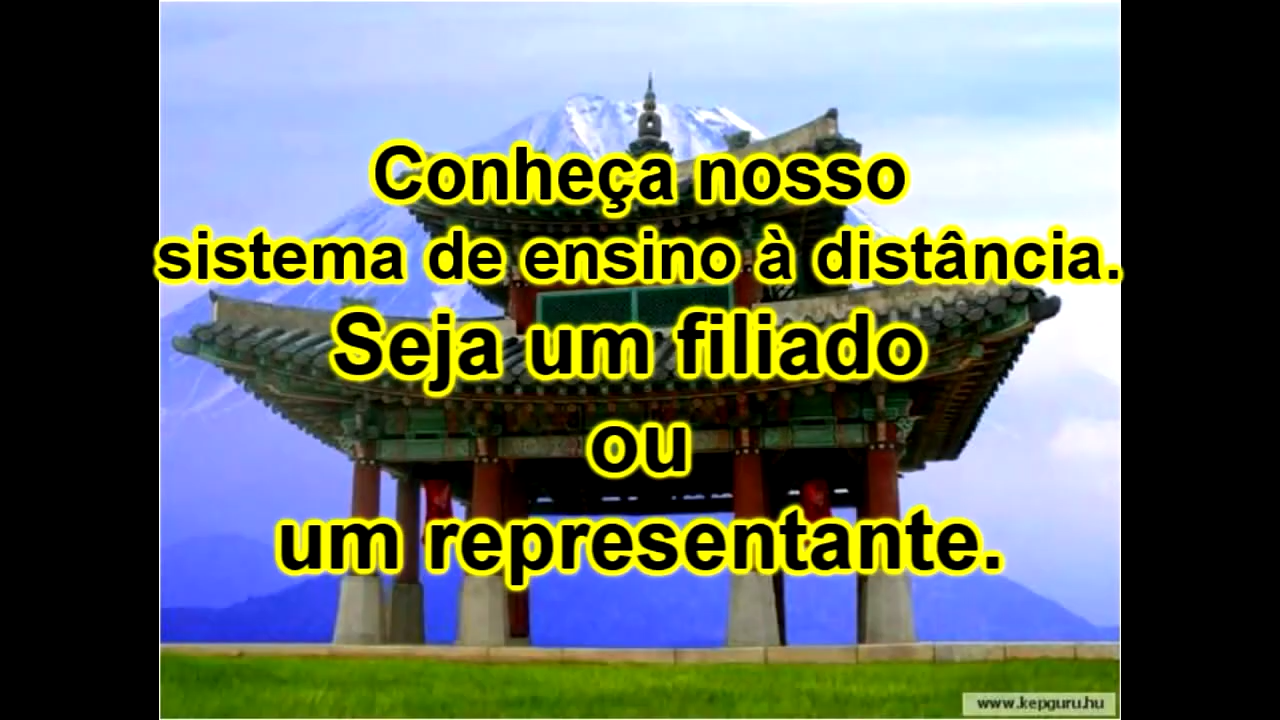 Conheça nosso
sistema de ensino à distância.
Seja um filiado
ou
um representante.
www.kepguru.hu